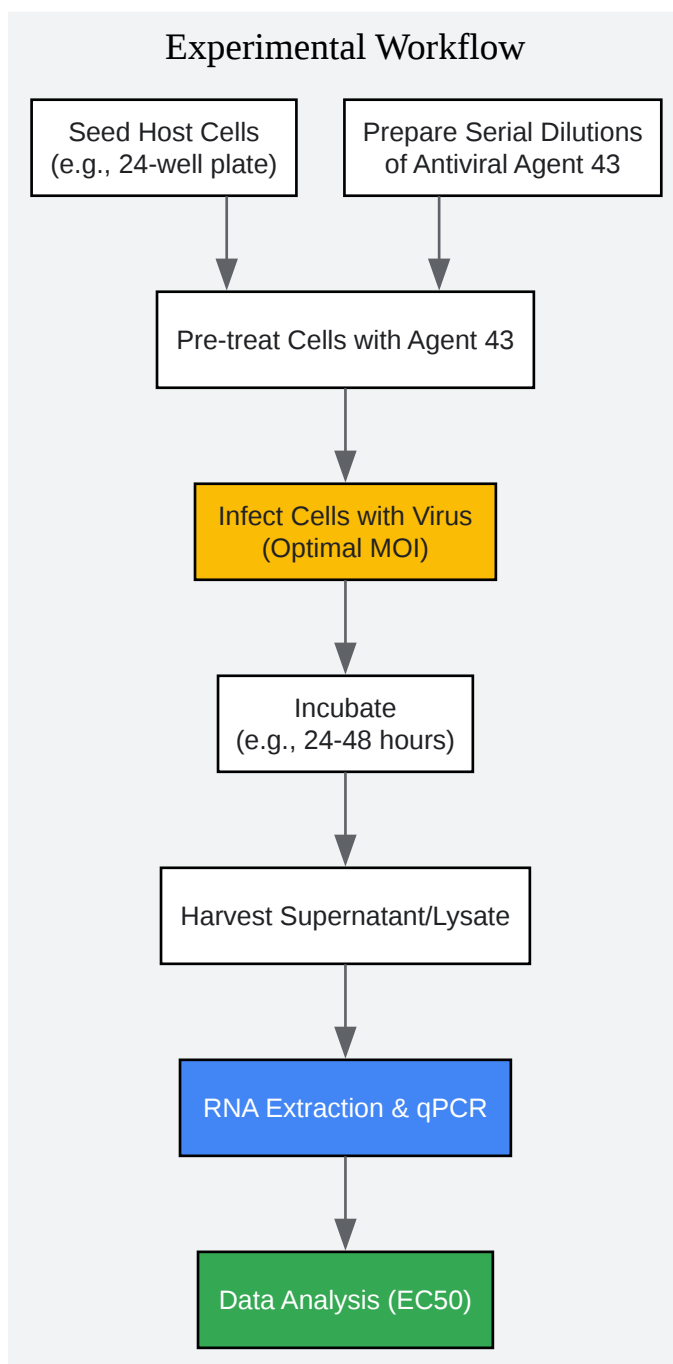 Experimental Workflow
Seed Host Cells
(e.g., 24-well plate)
Prepare Serial Dilutions
of Antiviral Agent 43
Pre-treat Cells with Agent 43
Infect Cells with Virus
(Optimal MOI)
Incubate
(e.g., 24-48 hours)
Harvest Supernatant/Lysate
RNA Extraction & qPCR
Data Analysis (EC50)